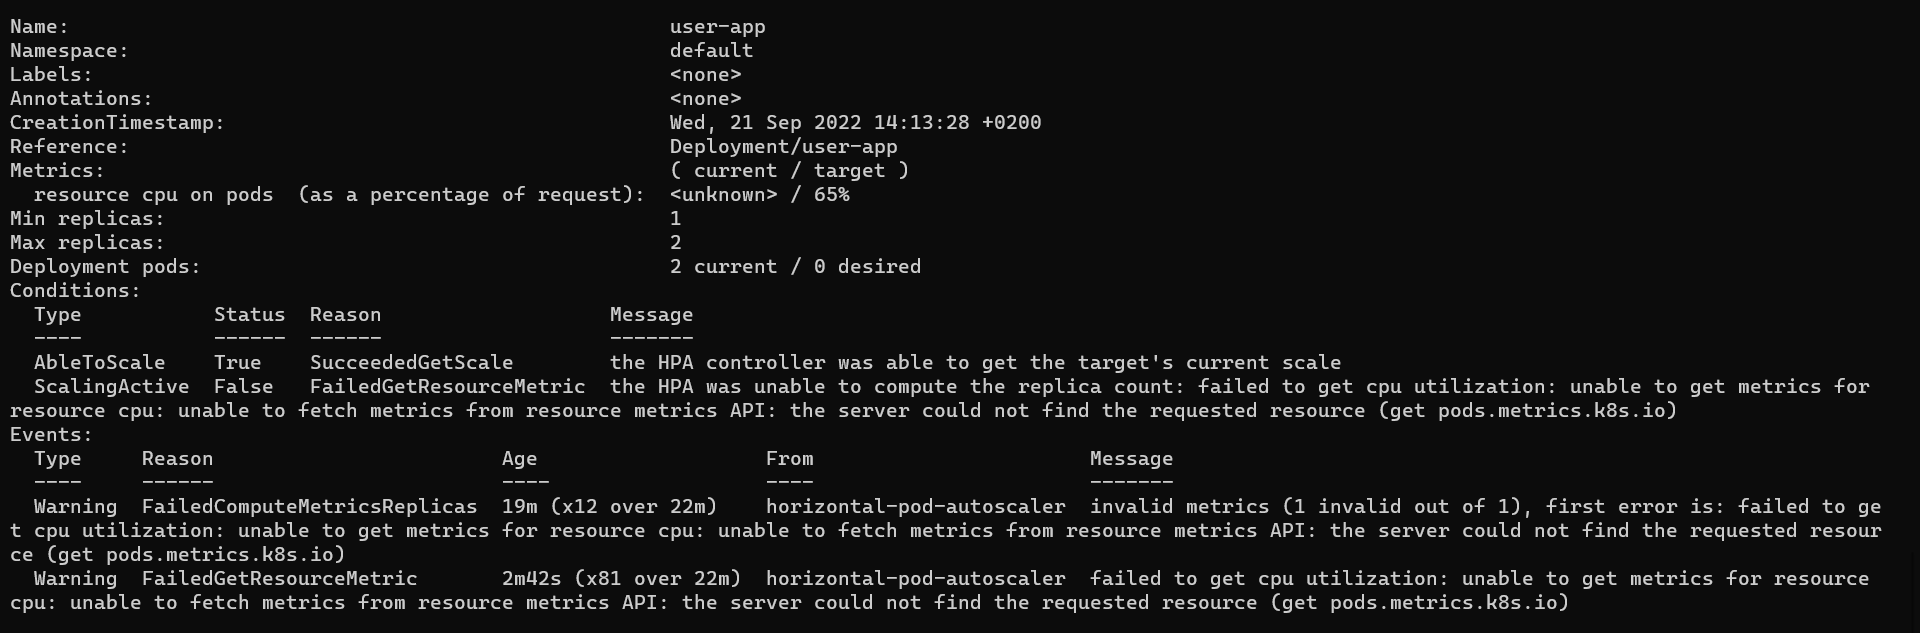 Name:                                                  user-app
Namespace:                                             default
Labels:                                                <none>
Annotations:                                           <none>
CreationTimestamp:                                     Wed, 21 Sep 2022 14:13:28 +0200
Reference:                                             Deployment/user-app
Metrics:                                               ( current / target )
  resource cpu on pods  (as a percentage of request):  <unknown> / 65%
Min replicas:                                          1
Max replicas:                                          2
Deployment pods:                                       2 current / 0 desired
Conditions:
  Type           Status  Reason                   Message
  ----           ------  ------                   -------
  AbleToScale    True    SucceededGetScale        the HPA controller was able to get the target's current scale
  ScalingActive  False   FailedGetResourceMetric  the HPA was unable to compute the replica count: failed to get cpu utilization: unable to get metrics for
resource cpu: unable to fetch metrics from resource metrics API: the server could not find the requested resource (get pods.metrics.k8s.io)
Events:
  Type     Reason                        Age                   From                       Message
  ----     ------                        ----                  ----                       -------
  Warning  FailedComputeMetricsReplicas  19m (x12 over 22m)    horizontal-pod-autoscaler  invalid metrics (1 invalid out of 1), first error is: failed to ge
t cpu utilization: unable to get metrics for resource cpu: unable to fetch metrics from resource metrics API: the server could not find the requested resour
ce (get pods.metrics.k8s.io)
  Warning  FailedGetResourceMetric       2m42s (x81 over 22m)  horizontal-pod-autoscaler  failed to get cpu utilization: unable to get metrics for resource
cpu: unable to fetch metrics from resource metrics API: the server could not find the requested resource (get pods.metrics.k8s.io)